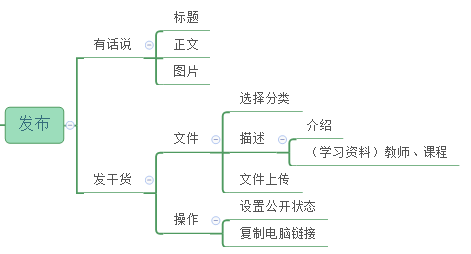 标题
有话说
正文
图片
选择分类
介绍
发布
文件
描述
（学习资料）教师、课程
发干货
文件上传
设置公开状态
操作
复制电脑链接